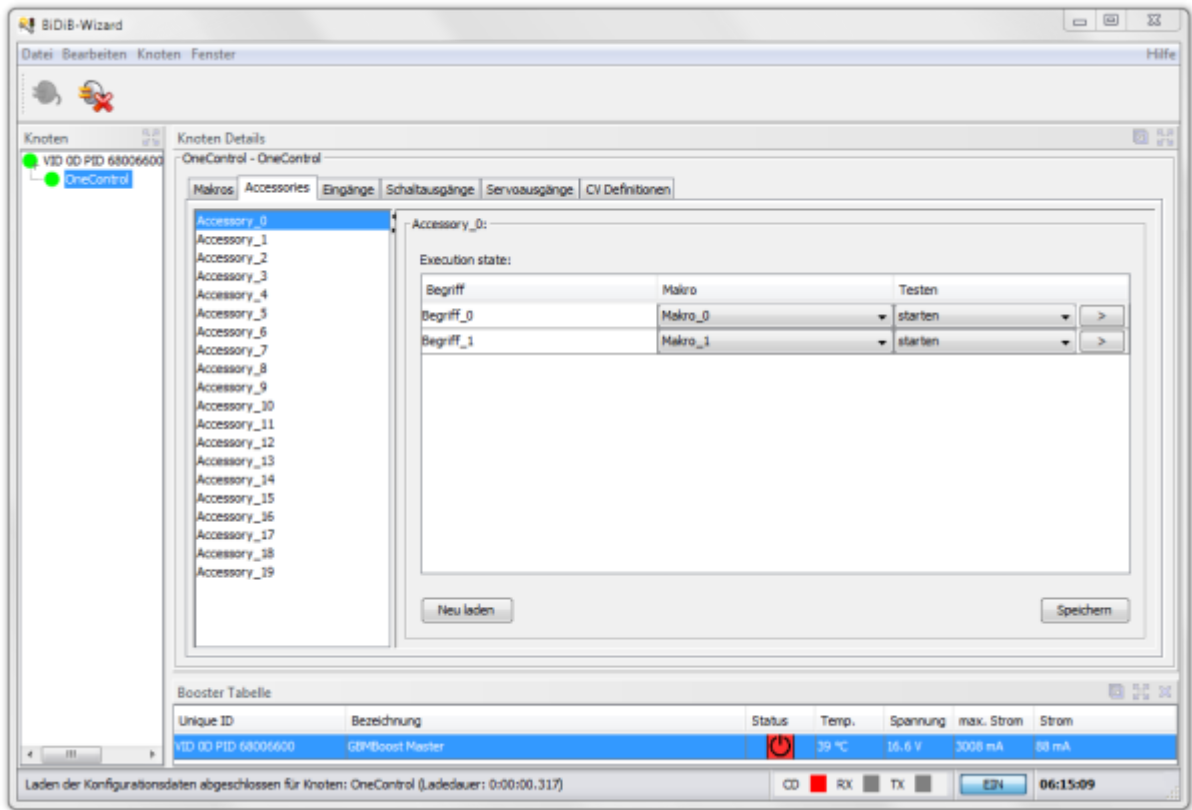 BiDiB-Wizard
Datei Bearbeiten Knoten Fenster Hilfe
Knoten
VID 0D PID 68006600
OneControl
Knoten Details
OneControl - OneControl
Makros Accessories Eingänge Schaltausgänge Servoausgänge CV Definitionen
Accessory_0
Accessory_1
Accessory_2
Accessory_3
Accessory_4
Accessory_5
Accessory_6
Accessory_7
Accessory_8
Accessory_9
Accessory_10
Accessory_11
Accessory_12
Accessory_13
Accessory_14
Accessory_15
Accessory_16
Accessory_17
Accessory_18
Accessory_19
Accessory_0:
Execution state:
Begriff Makro Testen
Begriff_0 Makro_0 starten >
Begriff_1 Makro_1 starten >
Neu laden Speichern
Booster Tabelle
Unique ID Bezeichnung Status Temp. Spannung max. Strom Strom
VID 0D PID 68006600 GBMBoost Master 39 °C 16.6 V 3008 mA 88 mA
Laden der Konfigurationsdaten abgeschlossen für Knoten: OneControl (Ladedauer: 0:00:00.317) CD RX TX EIN 06:15:09